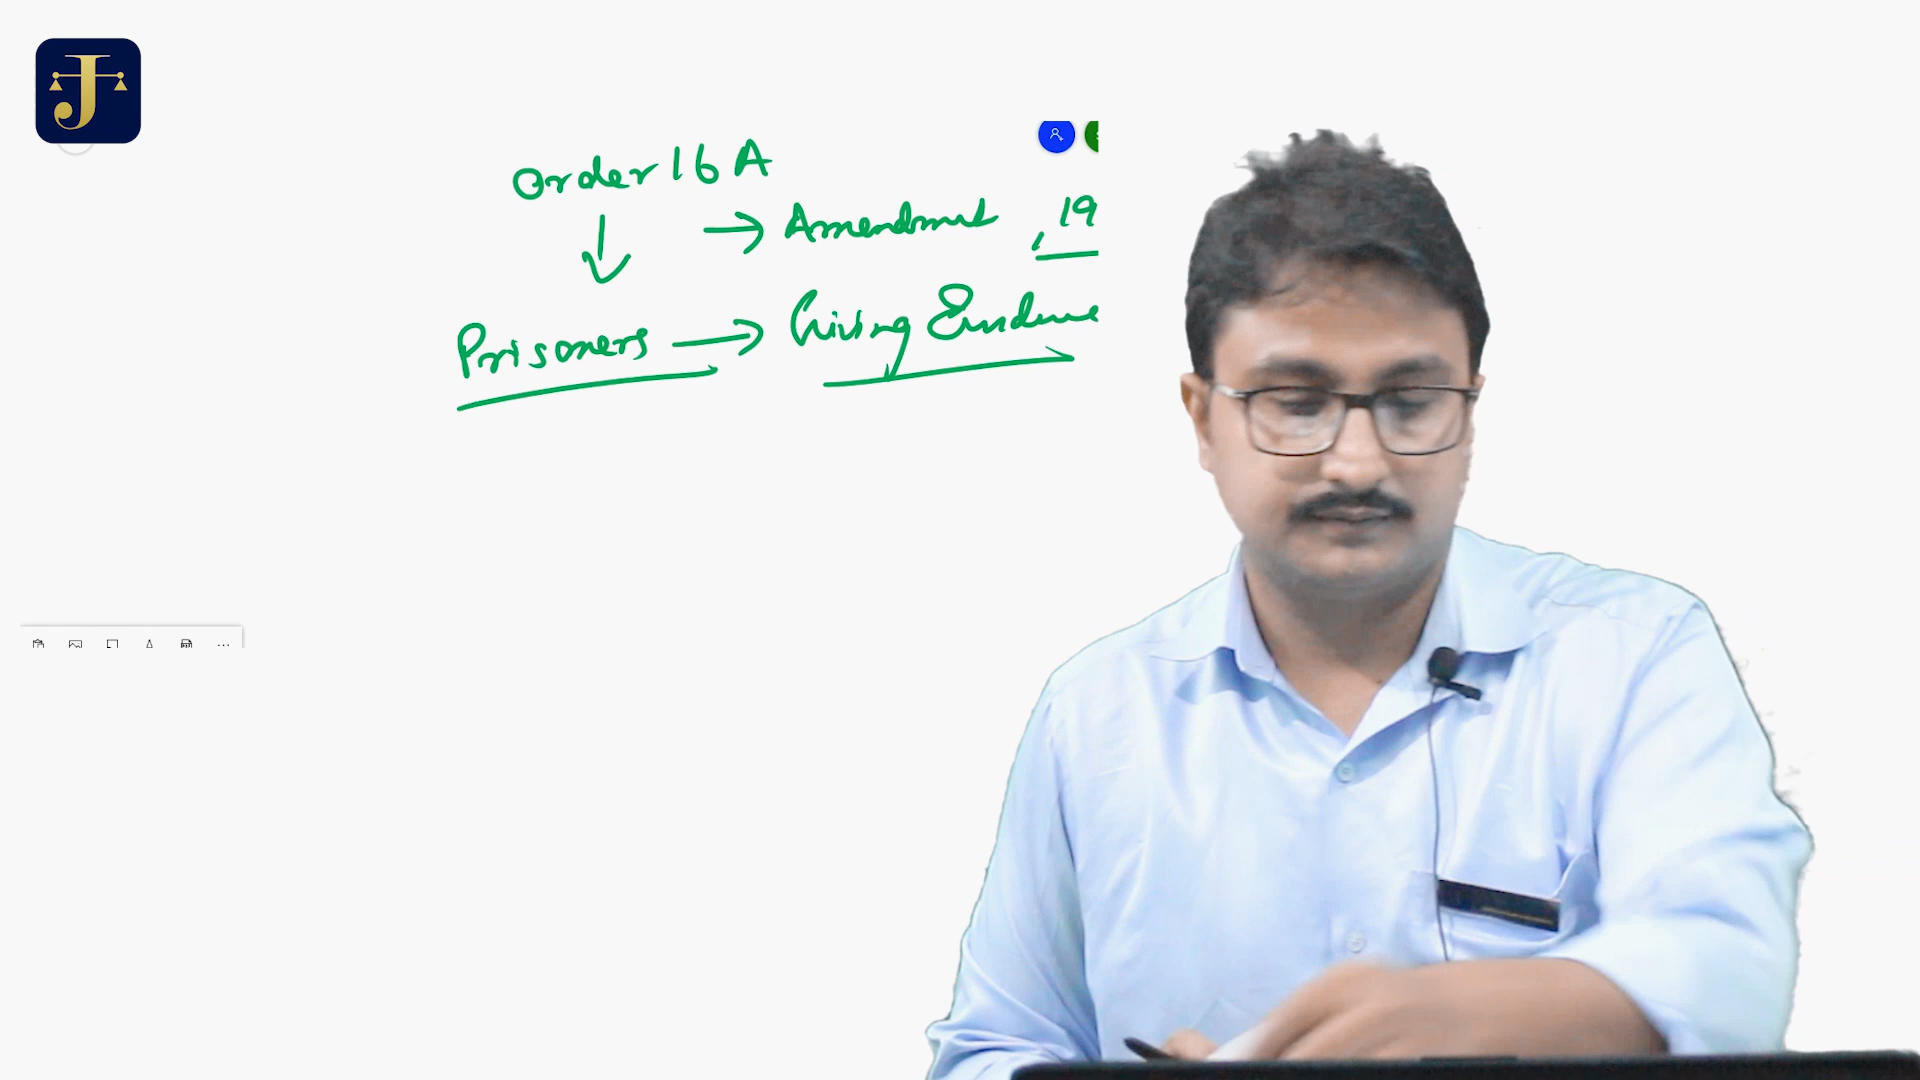 Order 16 A
→ Amendment, 19
Prisoners → Giving Evidence